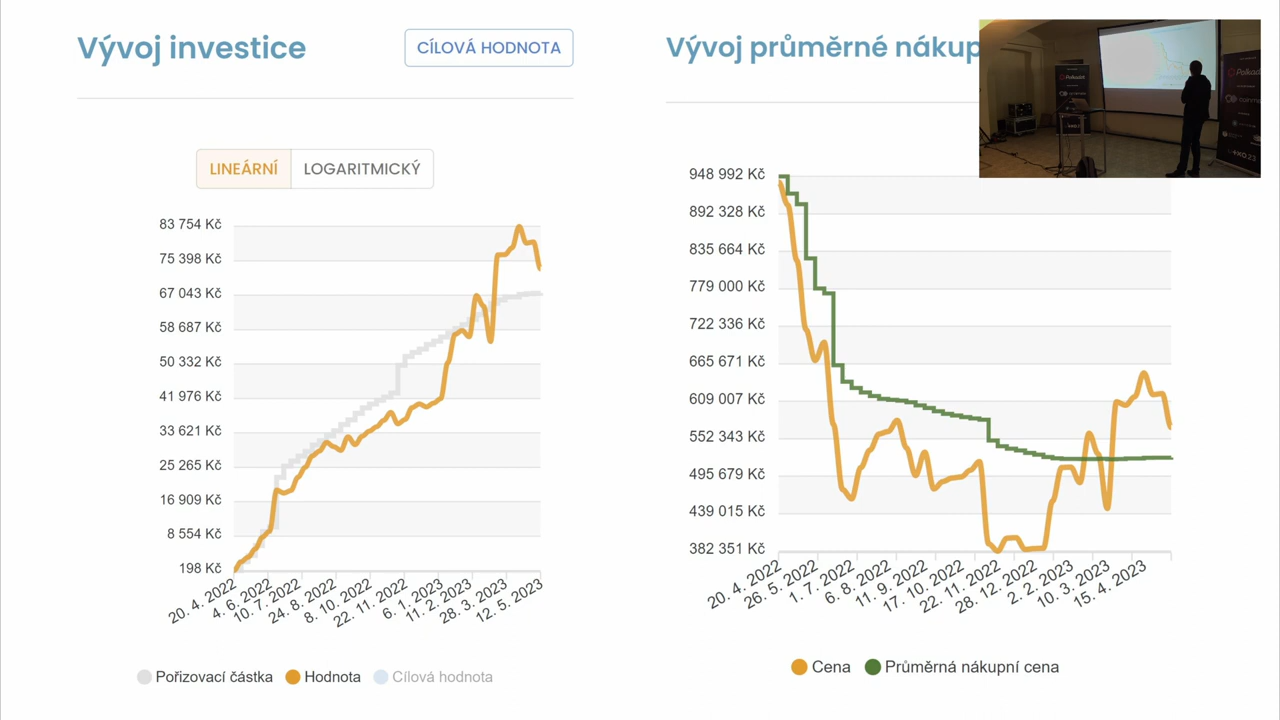 Vývoj investice
CÍLOVÁ HODNOTA
LINEÁRNÍ
LOGARITMICKÝ
83 754 Kč
75 398 Kč
67 043 Kč
58 687 Kč
50 332 Kč
41 976 Kč
33 621 Kč
25 265 Kč
16 909 Kč
8 554 Kč
198 Kč
20. 4. 2022
4. 6. 2022
10. 7. 2022
24. 8. 2022
8. 10. 2022
22. 11. 2022
6. 1. 2023
11. 2. 2023
28. 3. 2023
12. 5. 2023
Pořizovací částka
Hodnota
Cílová hodnota
Vývoj průměrné nákup
948 992 Kč
892 328 Kč
835 664 Kč
779 000 Kč
722 336 Kč
665 671 Kč
609 007 Kč
552 343 Kč
495 679 Kč
439 015 Kč
382 351 Kč
20. 4. 2022
26. 5. 2022
1. 7. 2022
6. 8. 2022
11. 9. 2022
17. 10. 2022
22. 11. 2022
28. 12. 2022
2. 2. 2023
10. 3. 2023
15. 4. 2023
Cena
Průměrná nákupní cena
Polkadot